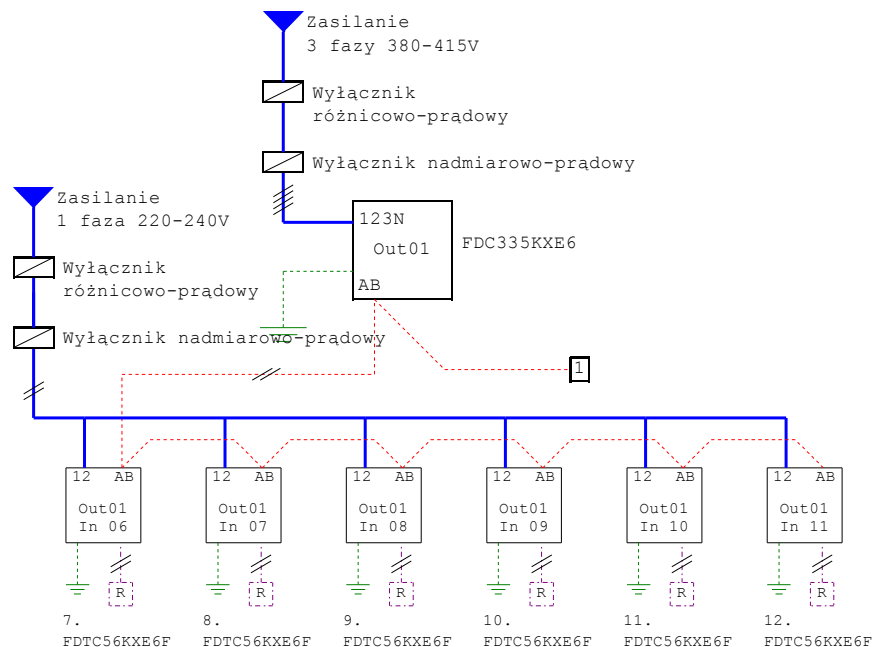 Zasilanie
3 fazy 380-415V
Wyłącznik
różnicowo-prądowy
Wyłącznik nadmiarowo-prądowy
Zasilanie
1 faza 220-240V
Wyłącznik
różnicowo-prądowy
Wyłącznik nadmiarowo-prądowy
123N
Out01
AB
FDC335KXE6
1
12 AB
Out01
In 06
R
7.
FDTC56KXE6F
12 AB
Out01
In 07
R
8.
FDTC56KXE6F
12 AB
Out01
In 08
R
9.
FDTC56KXE6F
12 AB
Out01
In 09
R
10.
FDTC56KXE6F
12 AB
Out01
In 10
R
11.
FDTC56KXE6F
12 AB
Out01
In 11
R
12.
FDTC56KXE6F